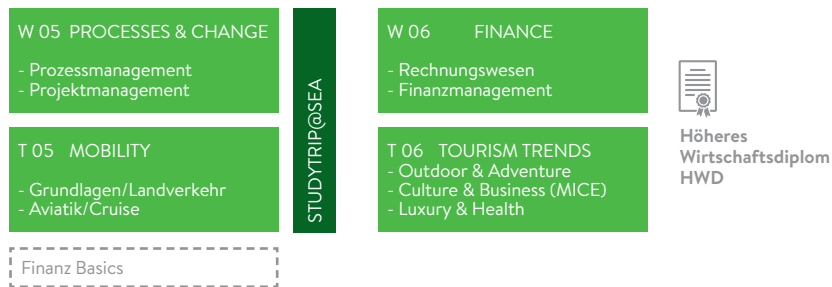 W 05 PROCESSES & CHANGE
- Prozessmanagement
- Projektmanagement
T 05 MOBILITY
- Grundlagen/Landverkehr
- Aviatik/Cruise
Finanz Basics
STUDYTRIP@SEA
W 06 FINANCE
- Rechnungswesen
- Finanzmanagement
T 06 TOURISM TRENDS
- Outdoor & Adventure
- Culture & Business (MICE)
- Luxury & Health
Höheres
Wirtschaftsdiplom
HWD